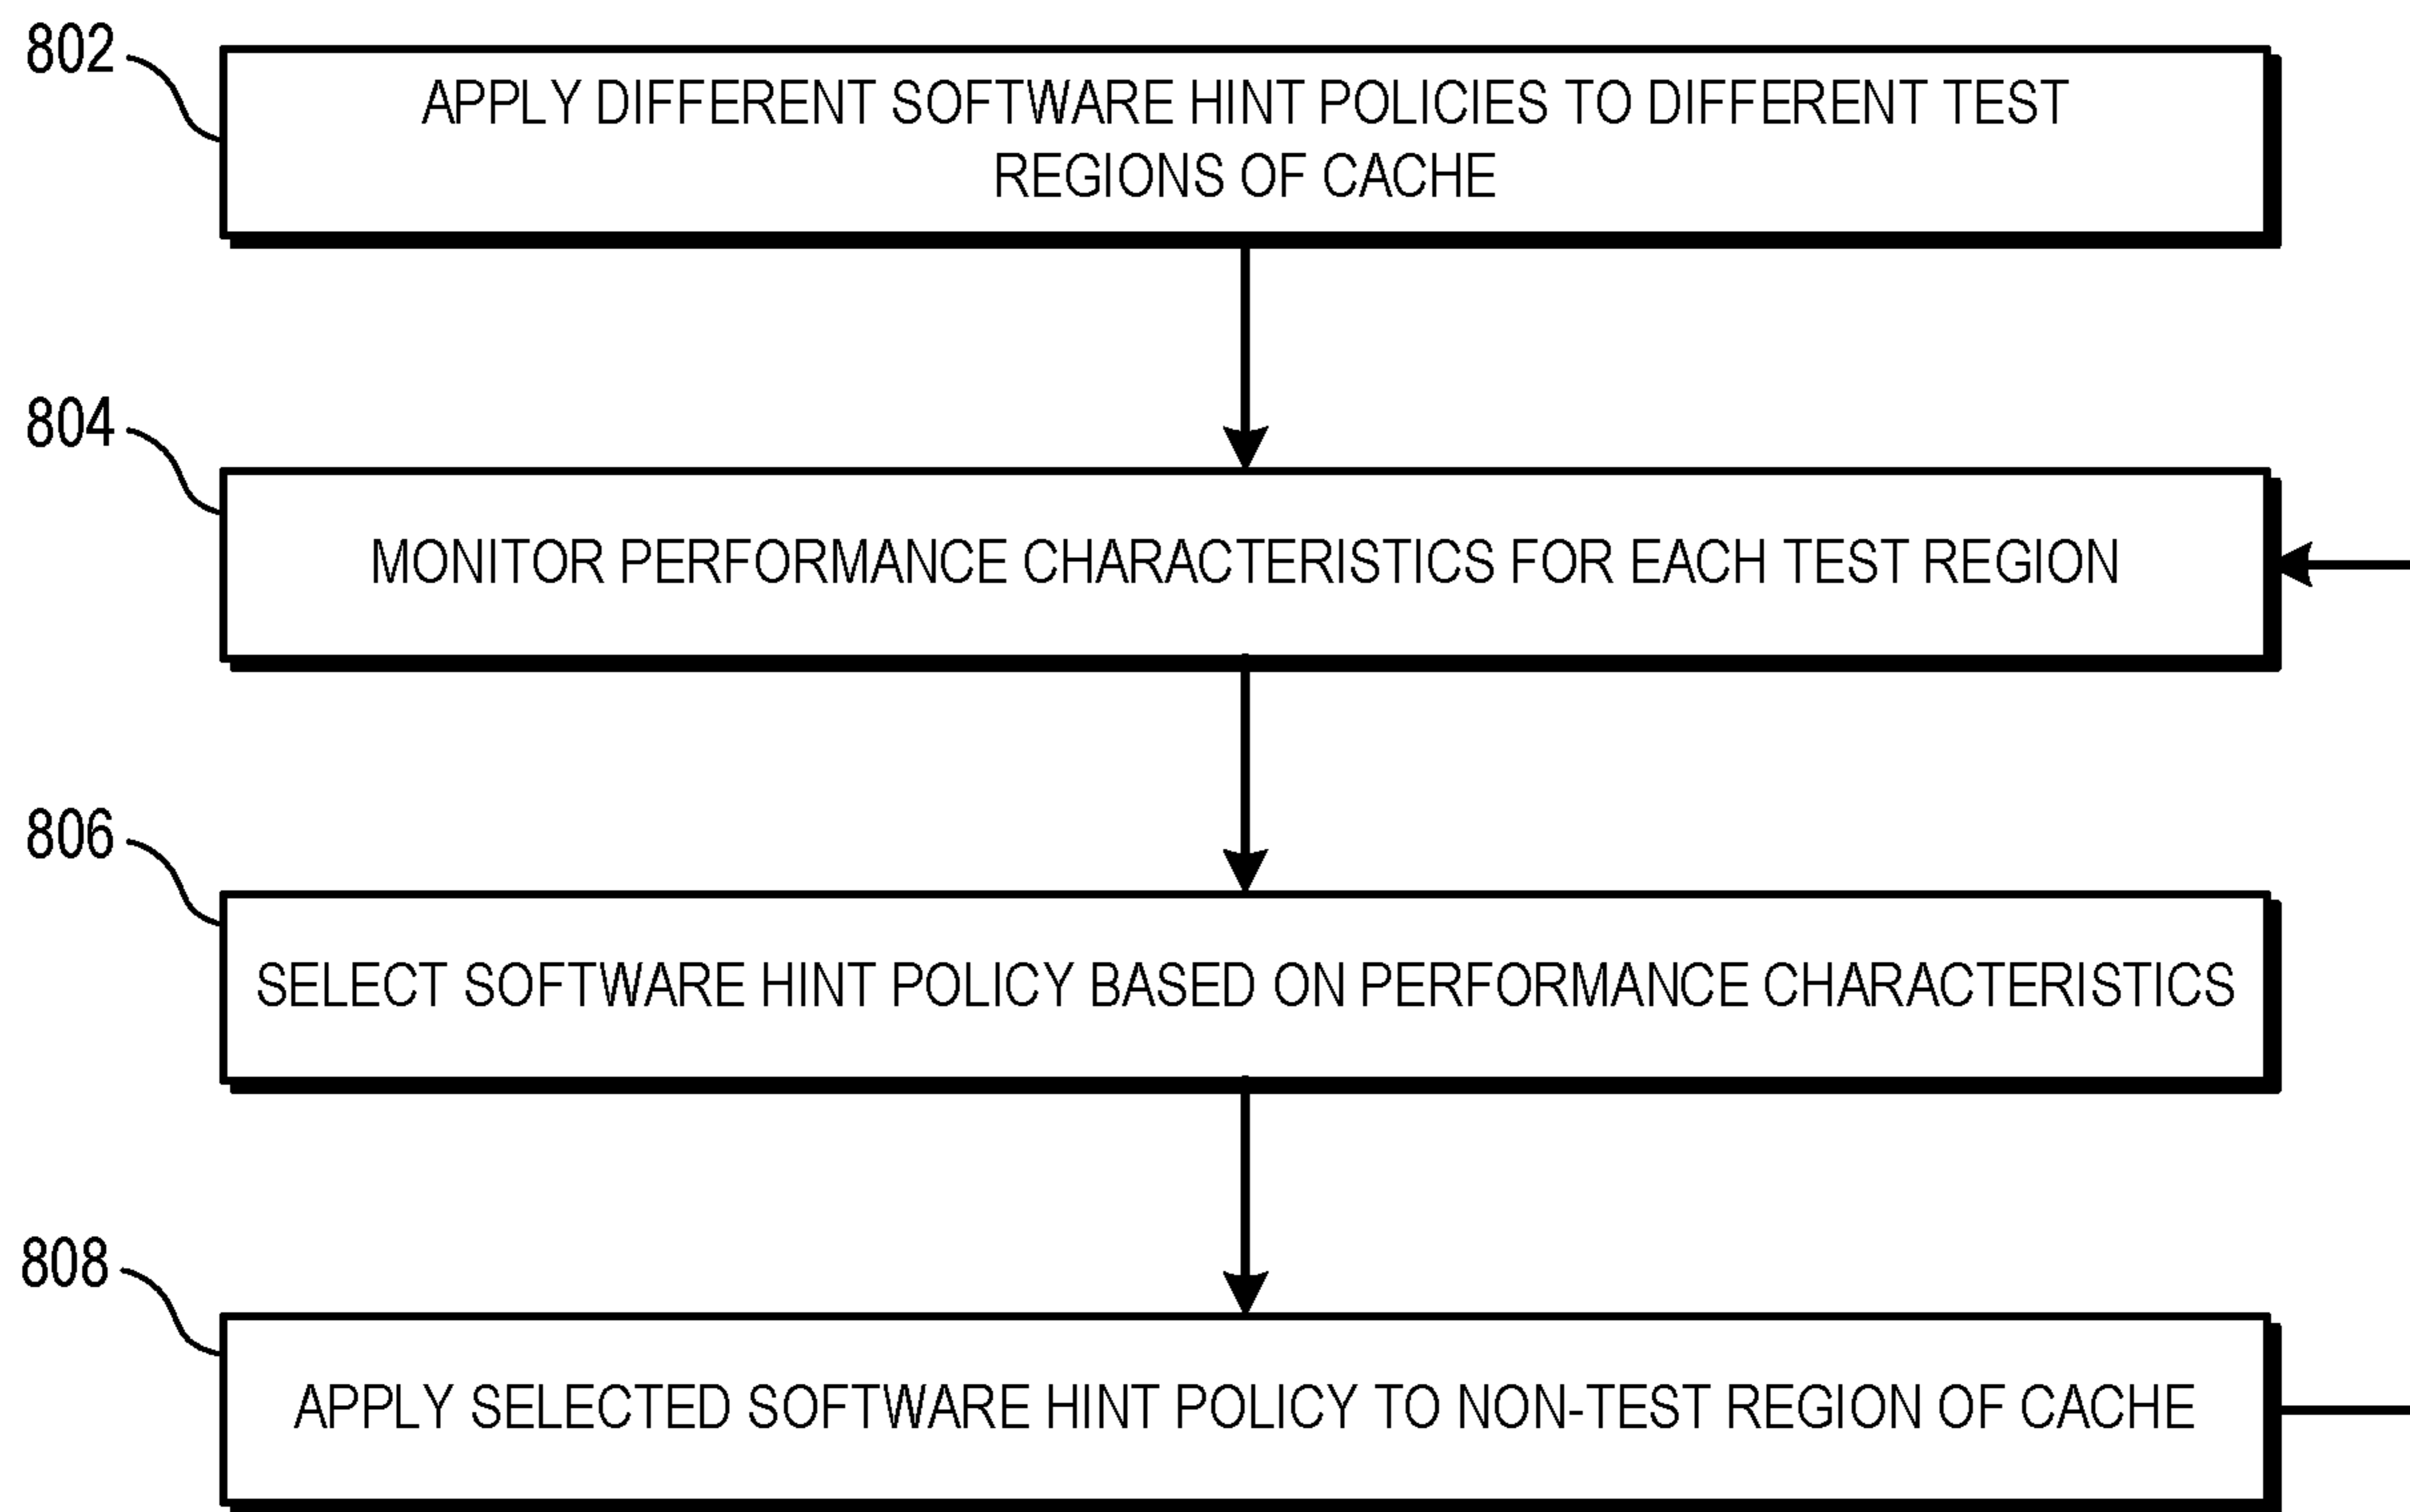 802
APPLY DIFFERENT SOFTWARE HINT POLICIES TO DIFFERENT TEST
REGIONS OF CACHE
804
MONITOR PERFORMANCE CHARACTERISTICS FOR EACH TEST REGION
806
SELECT SOFTWARE HINT POLICY BASED ON PERFORMANCE CHARACTERISTICS
808
APPLY SELECTED SOFTWARE HINT POLICY TO NON-TEST REGION OF CACHE